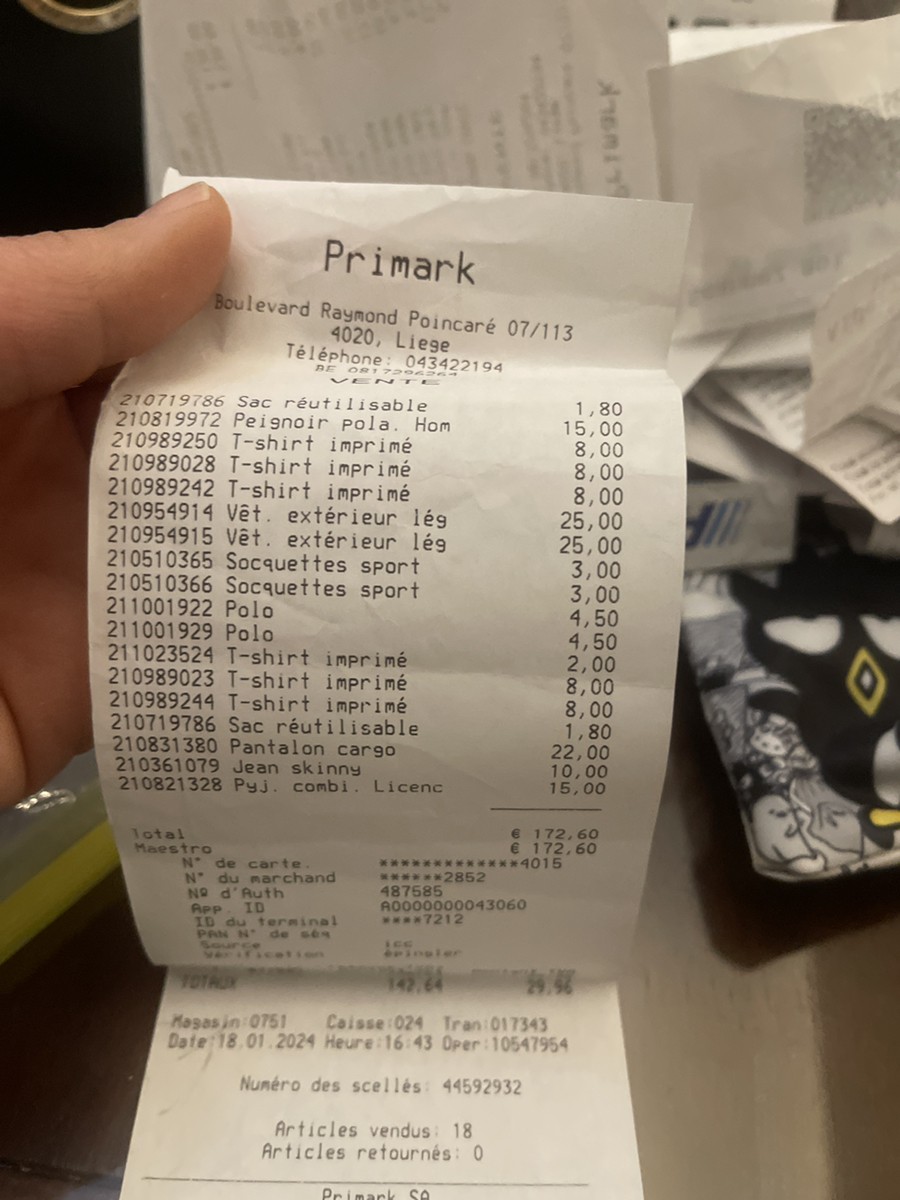 Primark
Boulevard Raymond Poincaré 07/113
4020, Liege
Téléphone: 043422194
VENTE
210719786 Sac réutilisable 1,80
210819972 Peignoir pola. Hom 15,00
210989250 T-shirt imprimé 8,00
210989028 T-shirt imprimé 8,00
210989242 T-shirt imprimé 8,00
210954914 Vêt. extérieur lég 25,00
210954915 Vêt. extérieur lég 25,00
210510365 Socquettes sport 3,00
210510366 Socquettes sport 3,00
211001922 Polo 4,50
211001929 Polo 4,50
211023524 T-shirt imprimé 2,00
210989023 T-shirt imprimé 8,00
210989244 T-shirt imprimé 8,00
210719786 Sac réutilisable 1,80
210831380 Pantalon cargo 22,00
210361079 Jean skinny 10,00
210821328 Pyj. combi. Licenc 15,00
Total € 172,60
Maestro € 172,60
N° de carte. ************4015
N° du marchand ******2852
Nº d'Auth 487585
App. ID A0000000043060
ID du terminal ****7212
PAN N° de séq
Source icc
Vérification épingler
TOTAUX 142,64 29,96
Magasin:0751 Caisse:024 Tran:017343
Date:18.01.2024 Heure:16:43 Oper:10547954
Numéro des scellés: 44592932
Articles vendus: 18
Articles retournés: 0
Primark SA
Primark